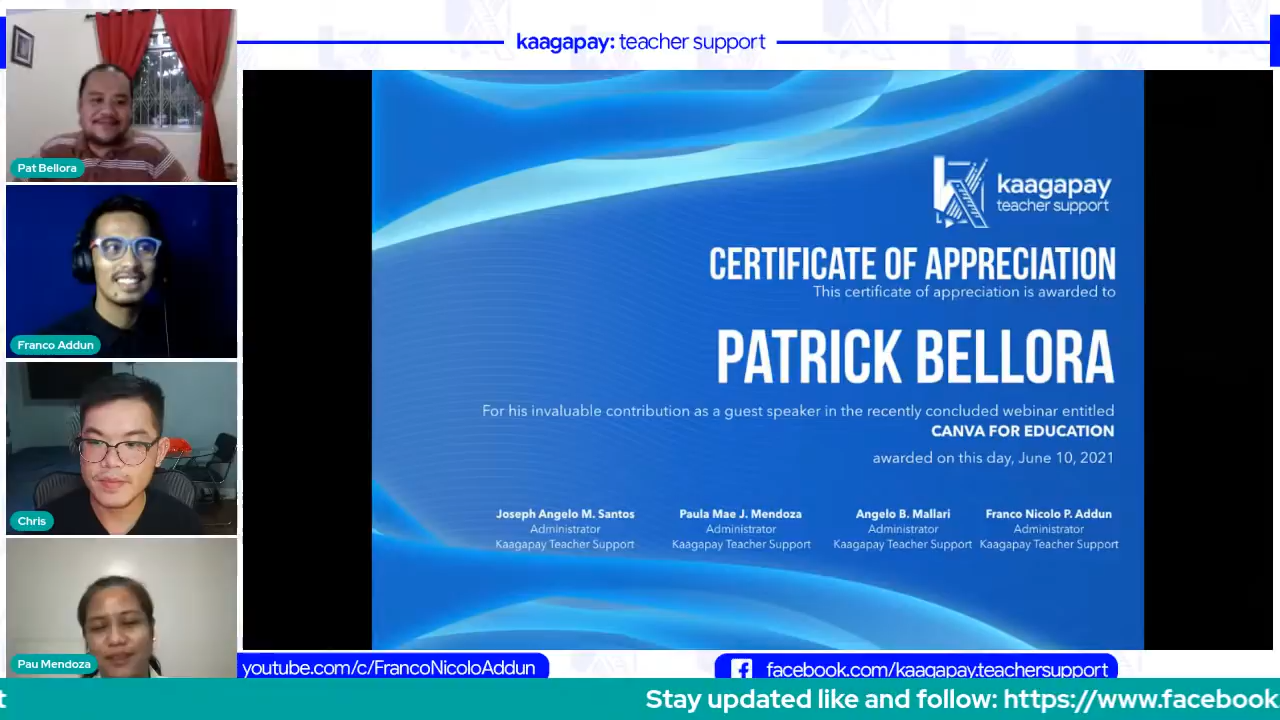 kaagapay: teacher support
Pat Bellora
Franco Addun
Chris
Pau Mendoza
kaagapay
teacher support
CERTIFICATE OF APPRECIATION
This certificate of appreciation is awarded to
PATRICK BELLORA
For his invaluable contribution as a guest speaker in the recently concluded webinar entitled
CANVA FOR EDUCATION
awarded on this day, June 10, 2021
Joseph Angelo M. Santos
Administrator
Kaagapay Teacher Support
Paula Mae J. Mendoza
Administrator
Kaagapay Teacher Support
Angelo B. Mallari
Administrator
Kaagapay Teacher Support
Franco Nicolo P. Addun
Administrator
Kaagapay Teacher Support
youtube.com/c/FrancoNicoloAddun
facebook.com/kaagapay.teachersupport
t
Stay updated like and follow: https://www.facebook